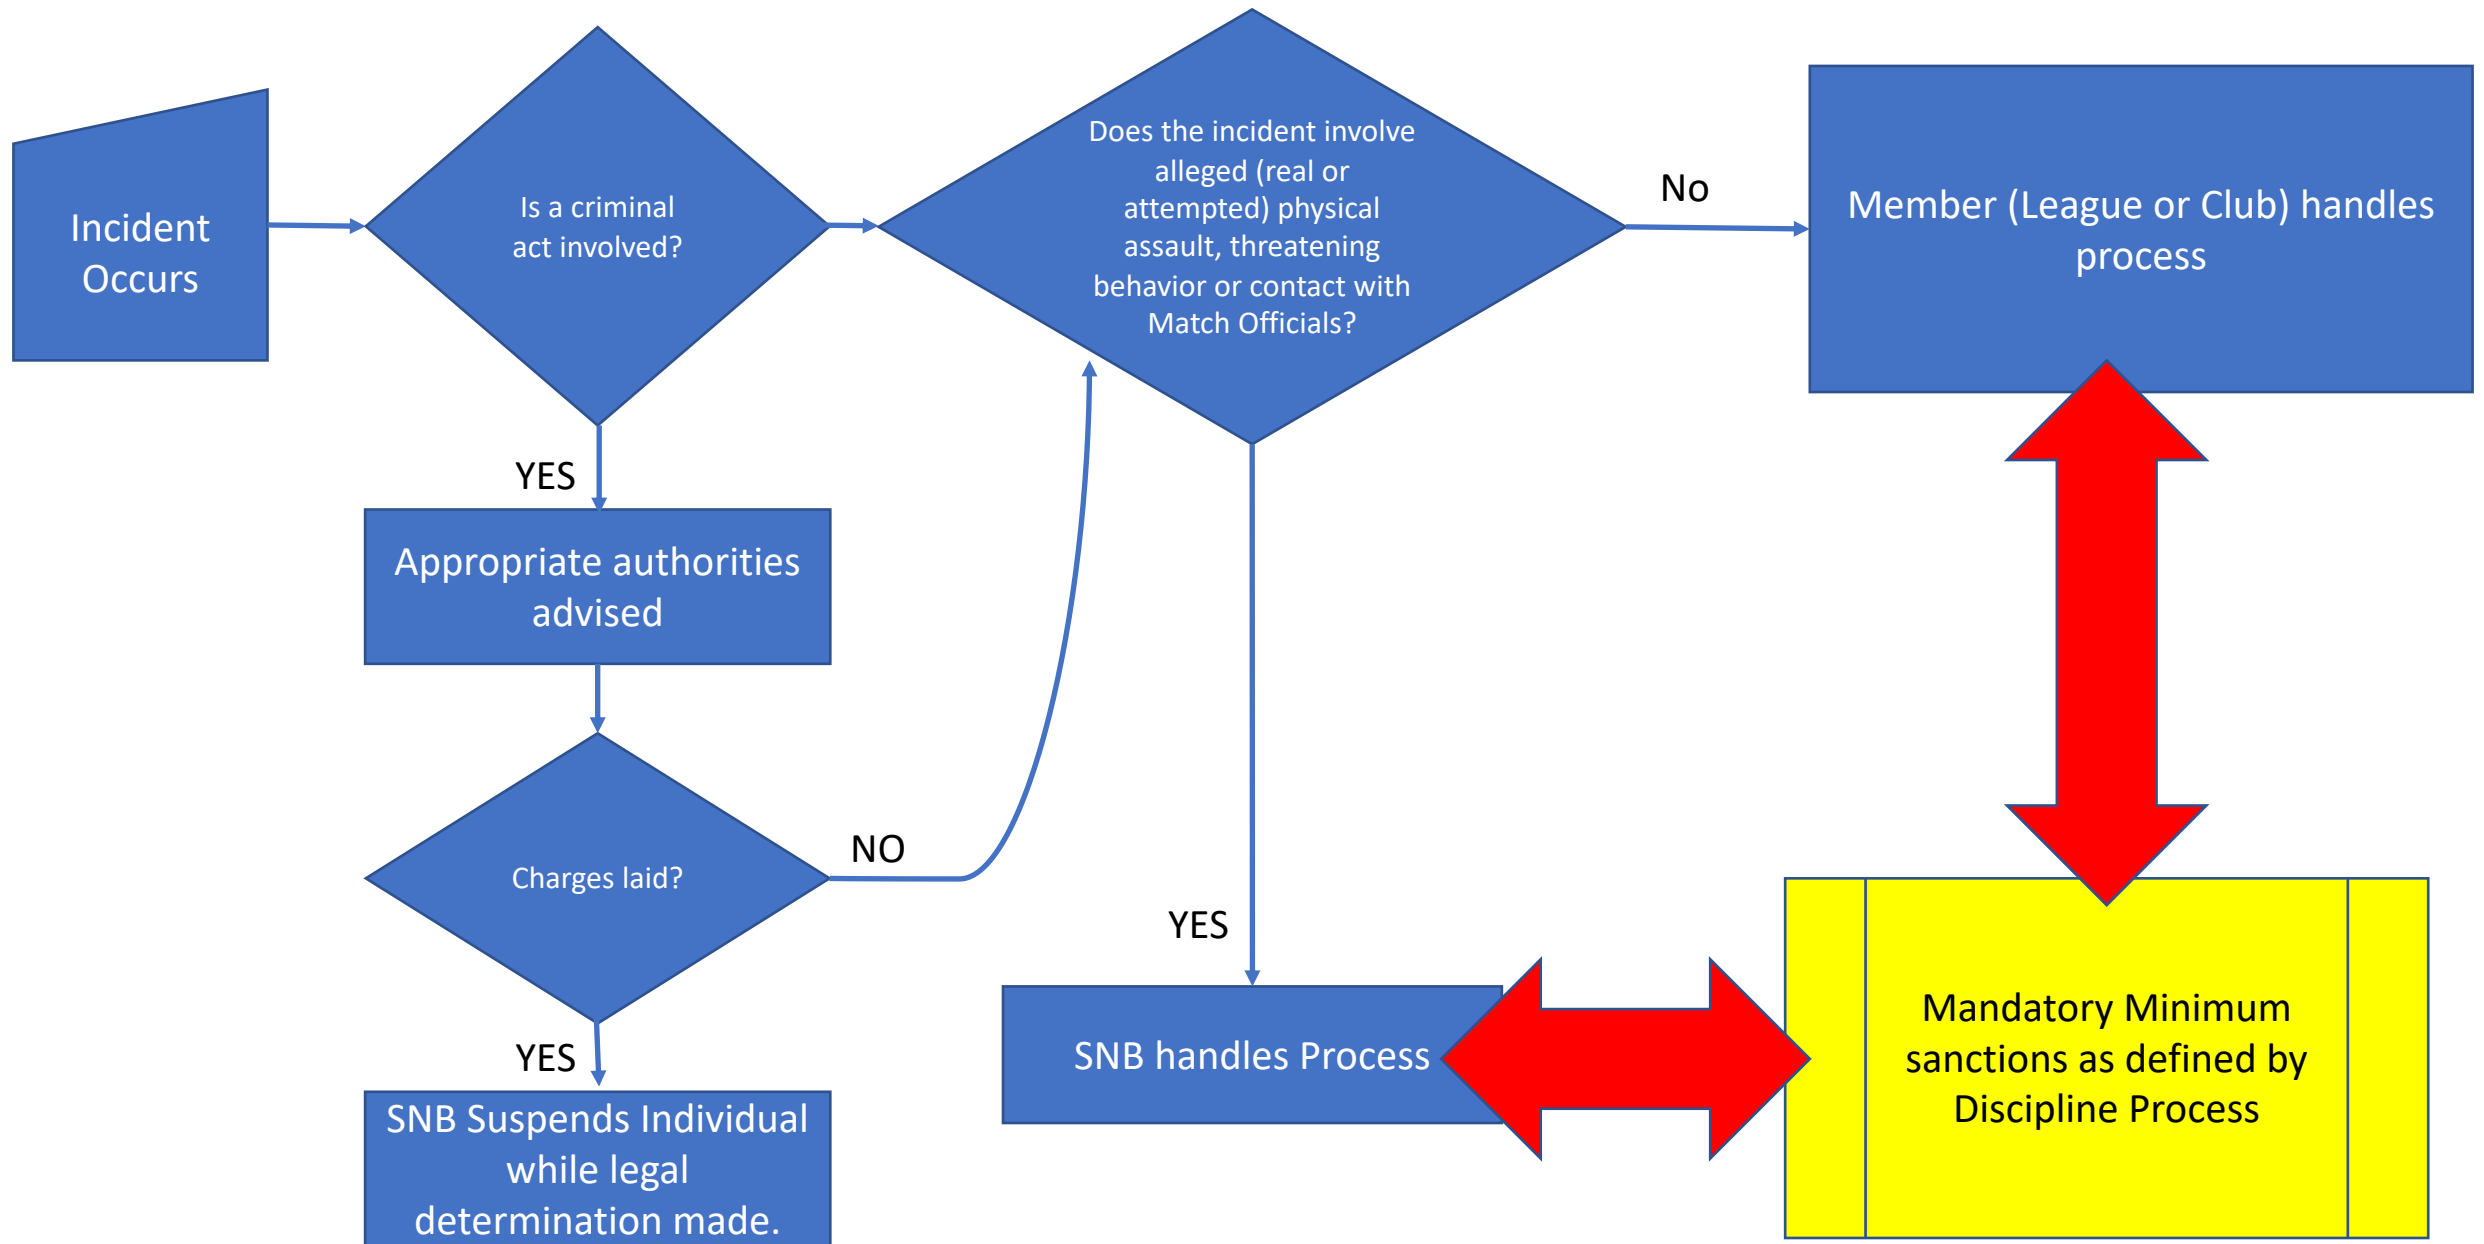 Incident
Occurs
Is a criminal
act involved?
Does the incident involve
alleged (real or
attempted) physical
assault, threatening
behavior or contact with
Match Officials?
No
Member (League or Club) handles
process
YES
Appropriate authorities
advised
Charges laid?
NO
YES
SNB Suspends Individual
while legal
determination made.
YES
SNB handles Process
Mandatory Minimum
sanctions as defined by
Discipline Process